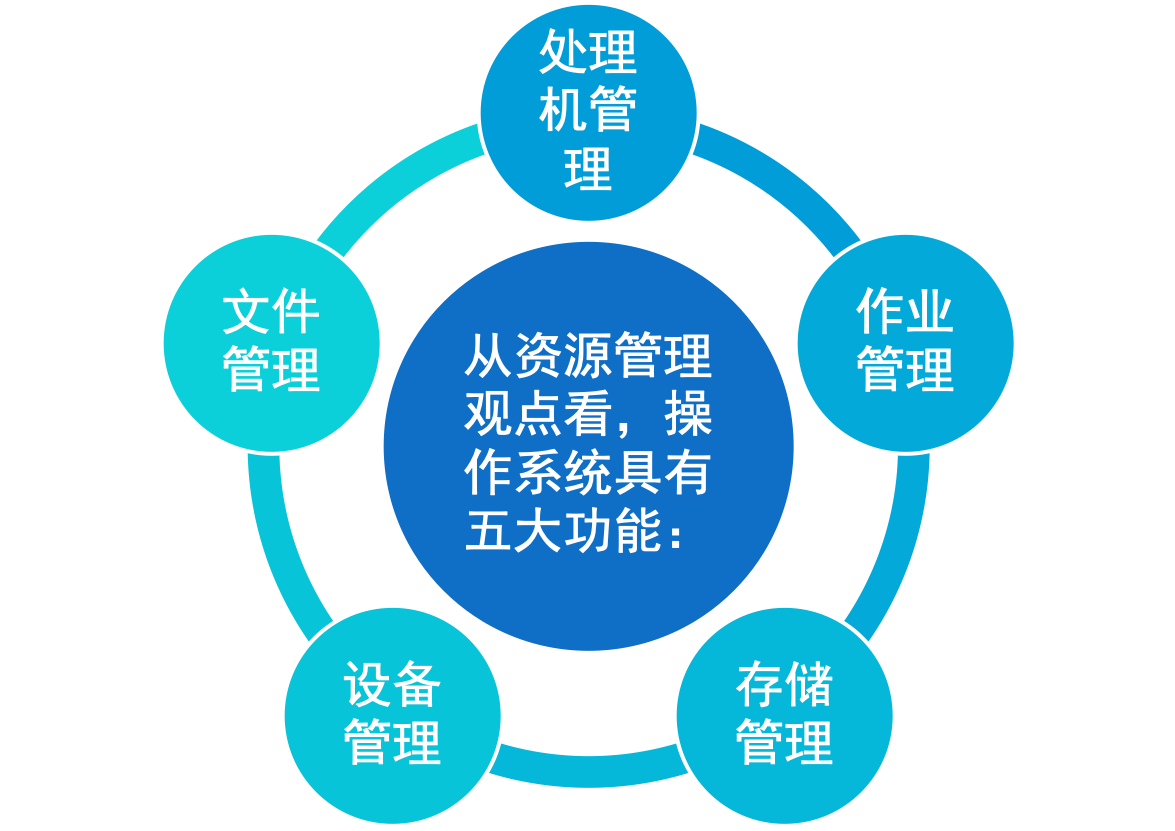 处理
机管
理
文件
管理
作业
管理
从资源管理
观点看，操
作系统具有
五大功能：
设备
管理
存储
管理